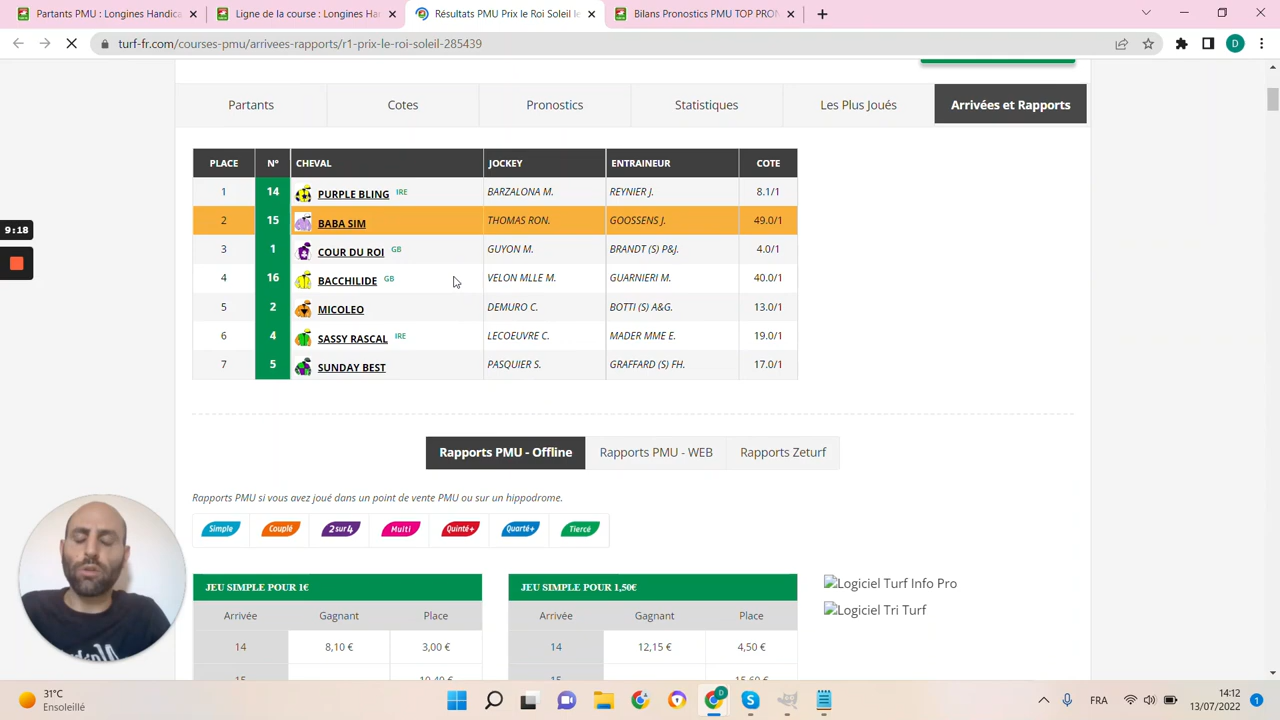 Partants PMU : Longines Handica
Ligne de la course : Longines Ha
Résultats PMU Prix le Roi Soleil le
Bilans Pronostics PMU TOP PRON
turf-fr.com/courses-pmu/arrivees-rapports/r1-prix-le-roi-soleil-285439
D
Partants Cotes Pronostics Statistiques Les Plus Joués Arrivées et Rapports
PLACE N° CHEVAL JOCKEY ENTRAINEUR COTE
1 14 PURPLE BLING IRE BARZALONA M. REYNIER J. 8.1/1
2 15 BABA SIM THOMAS RON. GOOSSENS J. 49.0/1
3 1 COUR DU ROI GB GUYON M. BRANDT (S) P&J. 4.0/1
4 16 BACCHILIDE GB VELON MLLE M. GUARNIERI M. 40.0/1
5 2 MICOLEO DEMURO C. BOTTI (S) A&G. 13.0/1
6 4 SASSY RASCAL IRE LECOEUVRE C. MADER MME E. 19.0/1
7 5 SUNDAY BEST PASQUIER S. GRAFFARD (S) FH. 17.0/1
9:18
Rapports PMU - Offline Rapports PMU - WEB Rapports Zeturf
Rapports PMU si vous avez joué dans un point de vente PMU ou sur un hippodrome.
Simple Couplé 2sur4 Multi Quinté+ Quarté+ Tiercé
JEU SIMPLE POUR 1€ JEU SIMPLE POUR 1,50€
Logiciel Turf Info Pro
Logiciel Tri Turf
Arrivée Gagnant Place Arrivée Gagnant Place
14 8,10 € 3,00 € 14 12,15 € 4,50 €
15 10,40 € 15 15,60 €
31°C
Ensoleillé
D
FRA
14:12
13/07/2022
1